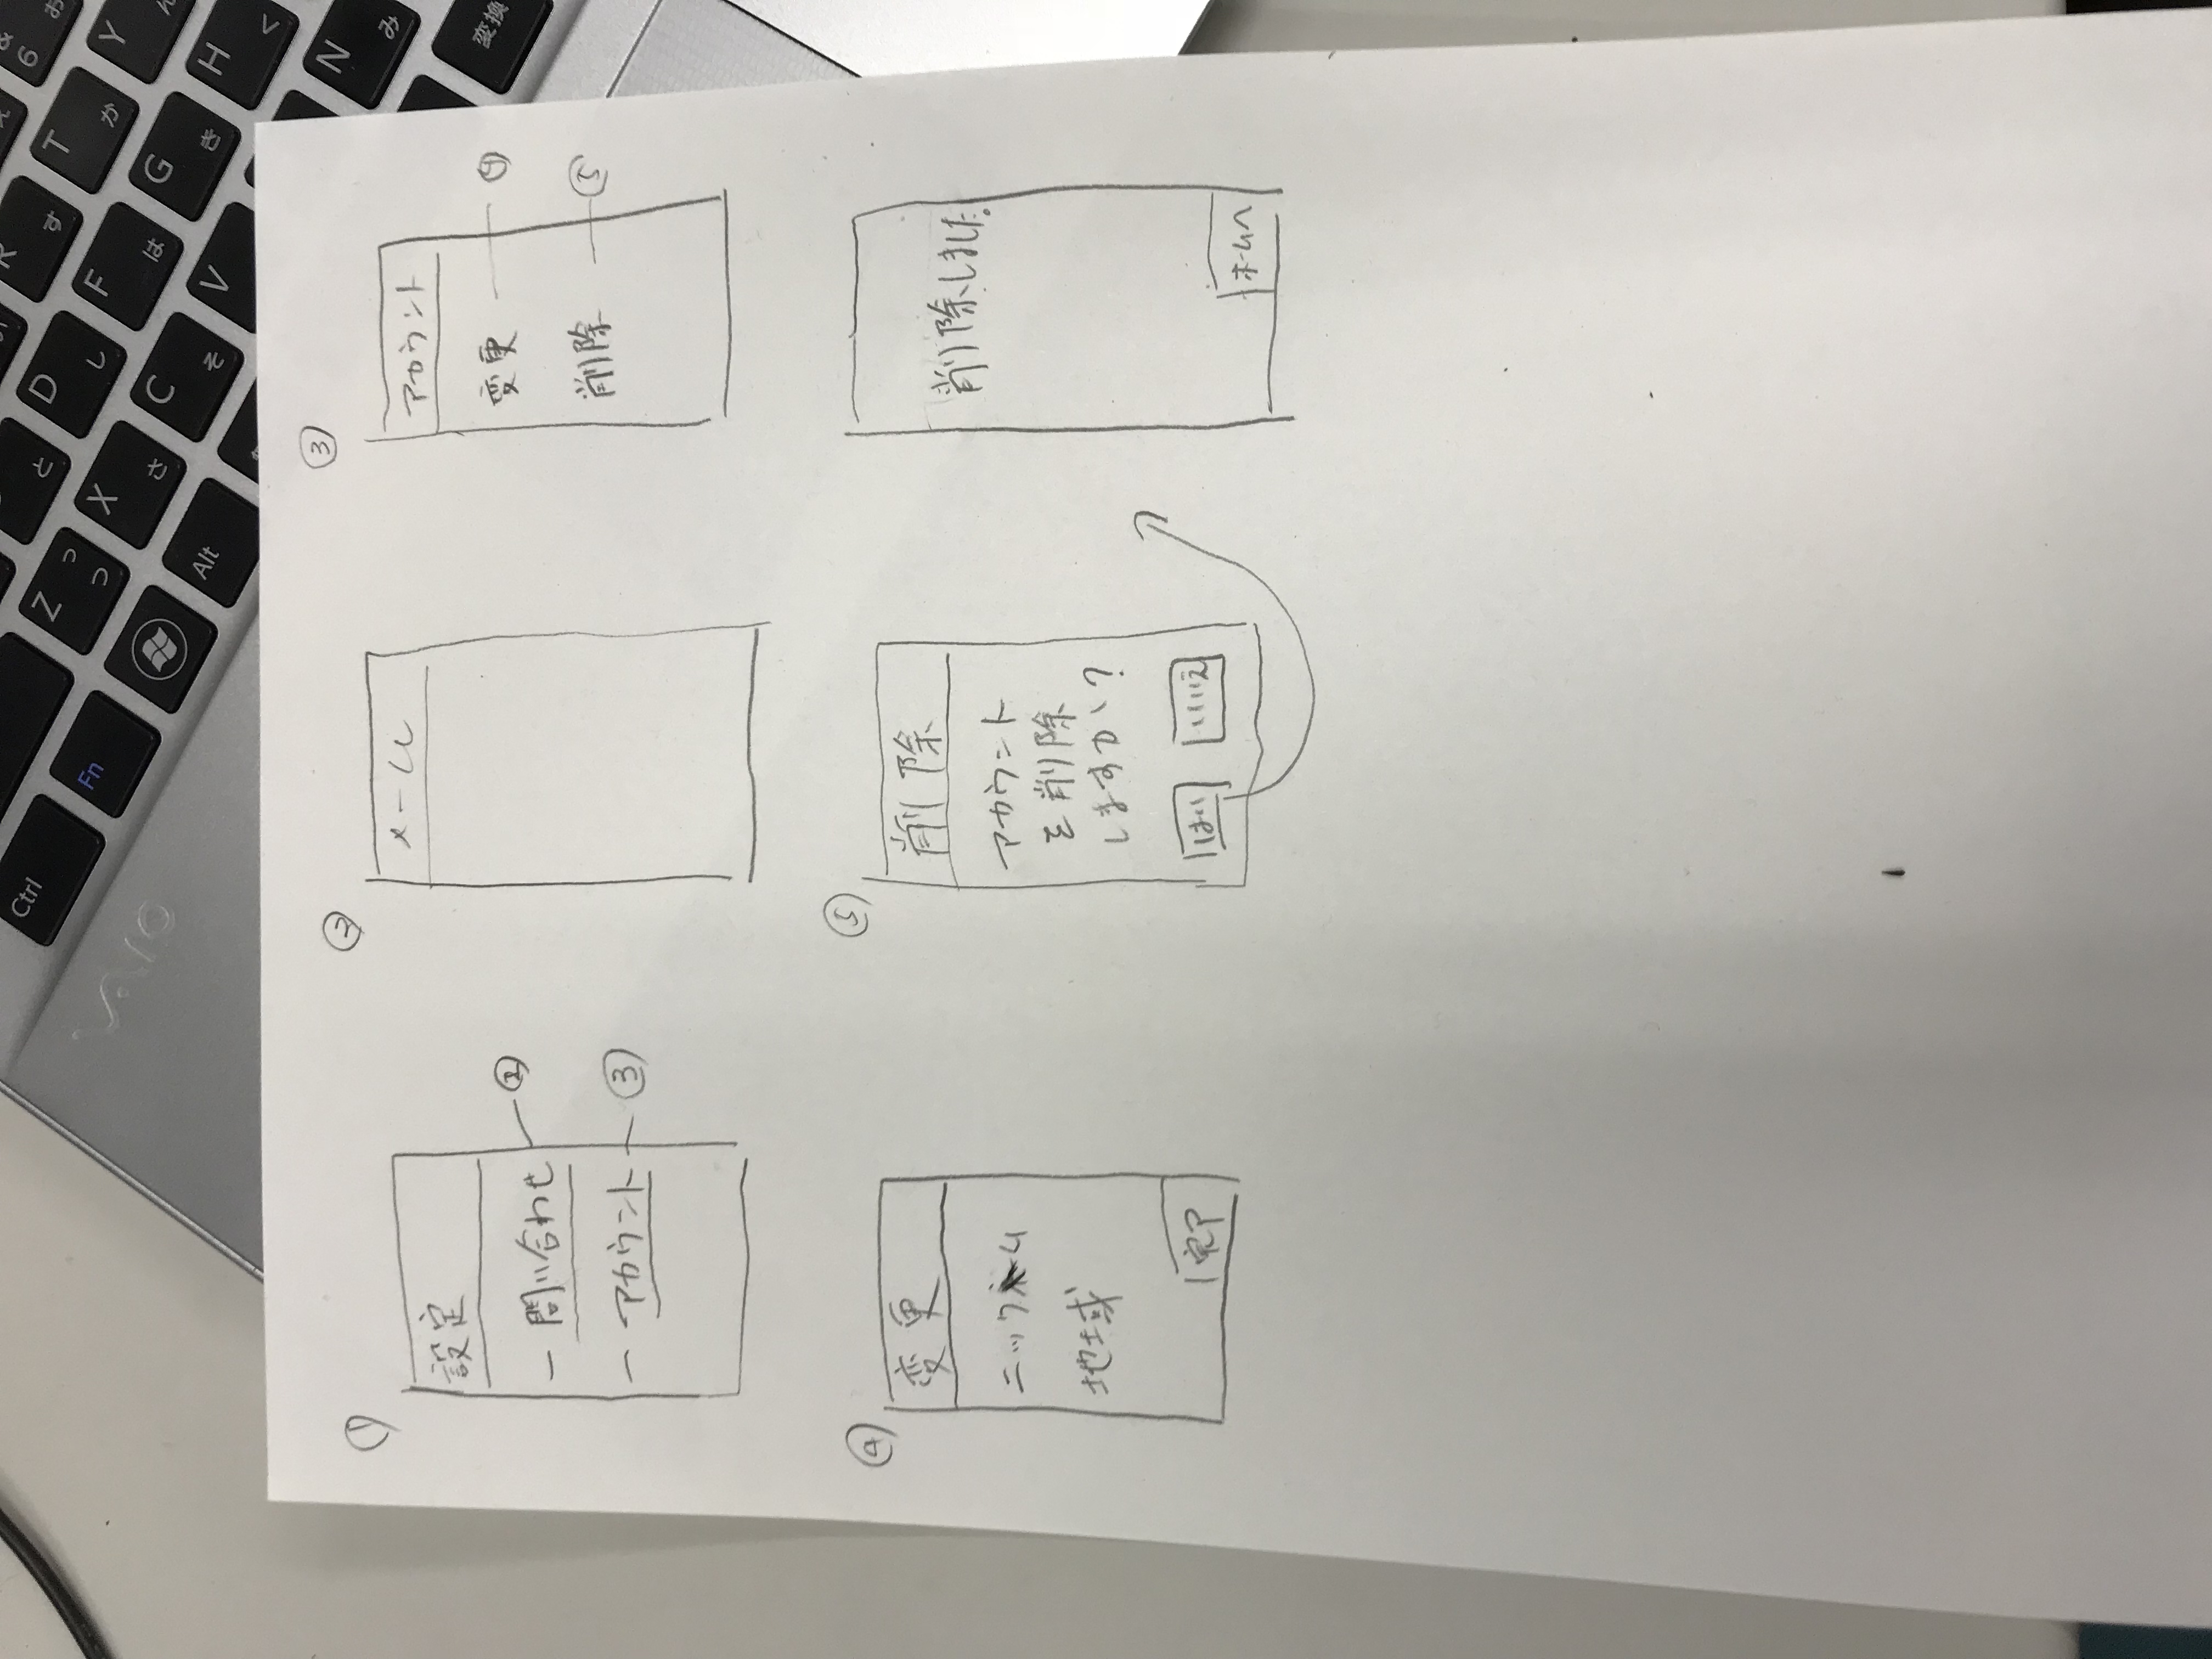 Ctrl
Fn
Alt
VAIO
Z っ つ
X さ
と
D し
C そ
F は
V
R す
G き
T か
6 お
&
Y ん
H く
N み
変換
①
設定
- 問い合わせ ②
- アカウント ③
②
メール
③
アカウント
変更 ④
削除 ⑤
④
変更
ニックネーム
地域
完了
⑤
削除
アカウント
を削除
しますか?
はい いいえ
削除しました。
ホームへ